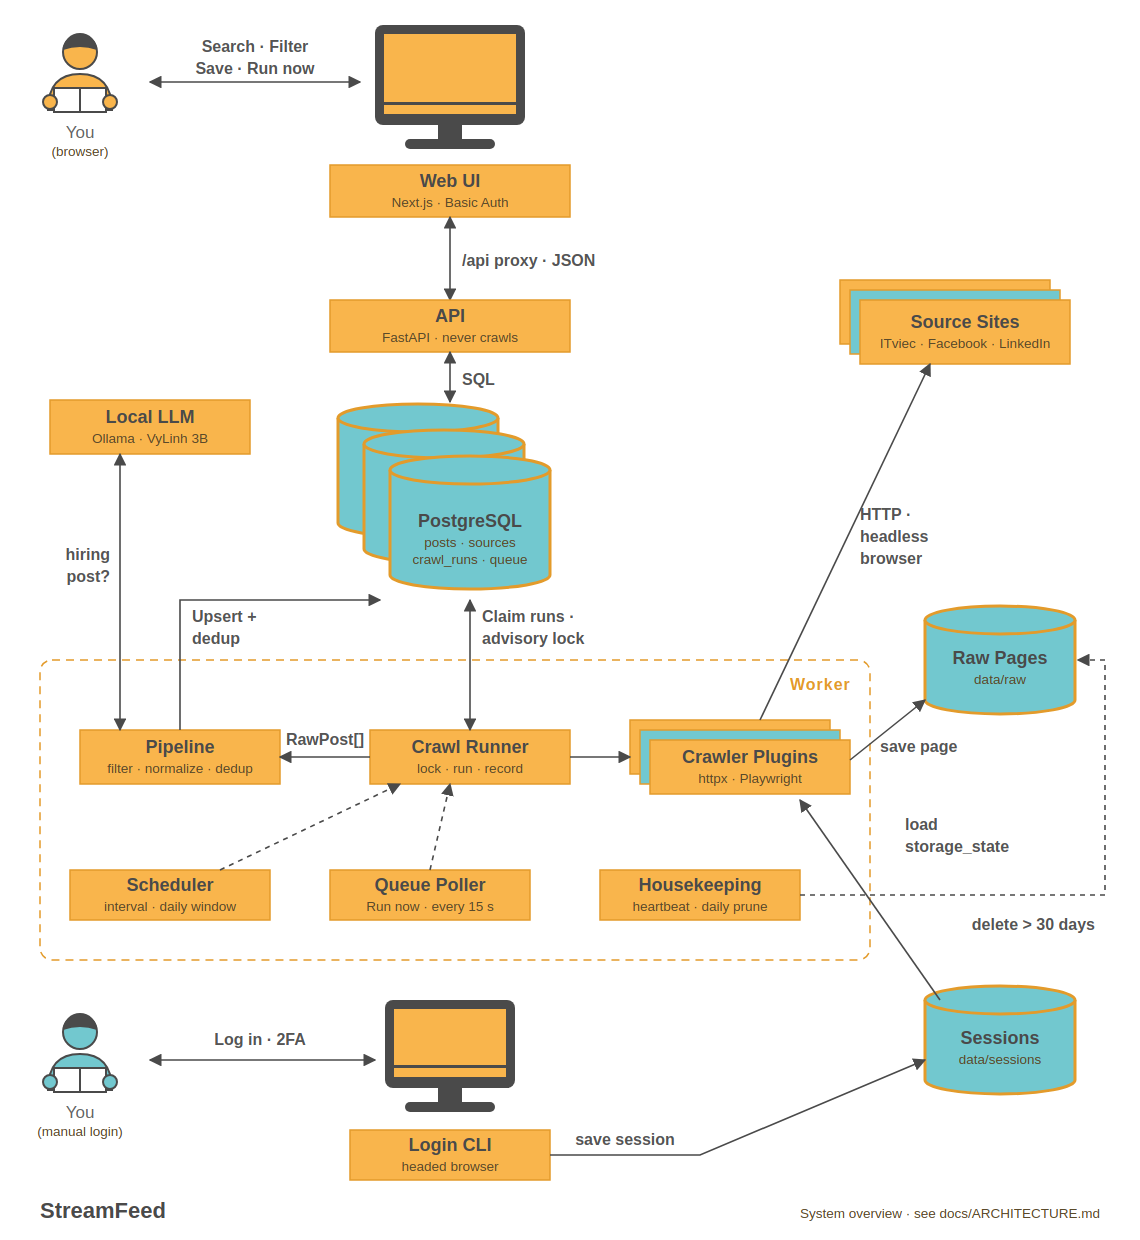 Search · Filter
Save · Run now
You
(browser)
Web UI
Next.js · Basic Auth
/api proxy · JSON
API
FastAPI · never crawls
Source Sites
ITviec · Facebook · LinkedIn
SQL
Local LLM
Ollama · VyLinh 3B
PostgreSQL
posts · sources
crawl_runs · queue
HTTP ·
headless
browser
hiring
post?
Upsert +
dedup
Claim runs ·
advisory lock
Raw Pages
data/raw
Worker
Pipeline
filter · normalize · dedup
RawPost[]
Crawl Runner
lock · run · record
Crawler Plugins
httpx · Playwright
save page
load
storage_state
Scheduler
interval · daily window
Queue Poller
Run now · every 15 s
Housekeeping
heartbeat · daily prune
delete > 30 days
Log in · 2FA
Sessions
data/sessions
You
(manual login)
Login CLI
headed browser
save session
StreamFeed
System overview · see docs/ARCHITECTURE.md